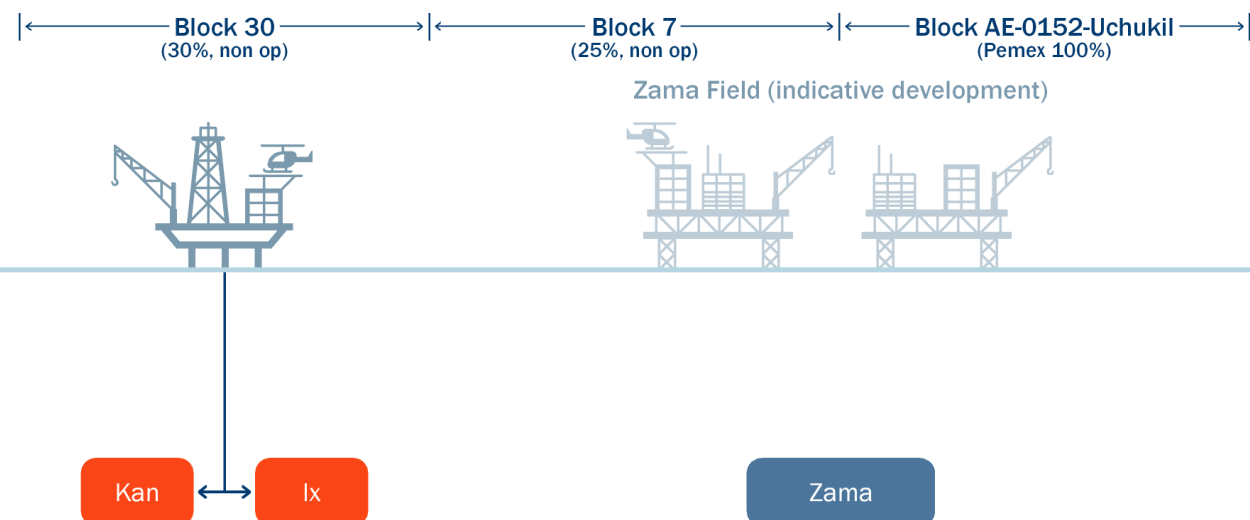 Block 30
(30%, non op)
Block 7
(25%, non op)
Block AE-0152-Uchukil
(Pemex 100%)
Zama Field (indicative development)
Kan
Ix
Zama